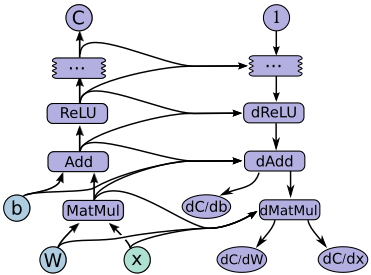 C
1
...
...
ReLU
dReLU
Add
dAdd
b
MatMul
dC/db
dMatMul
W
x
dC/dW
dC/dx